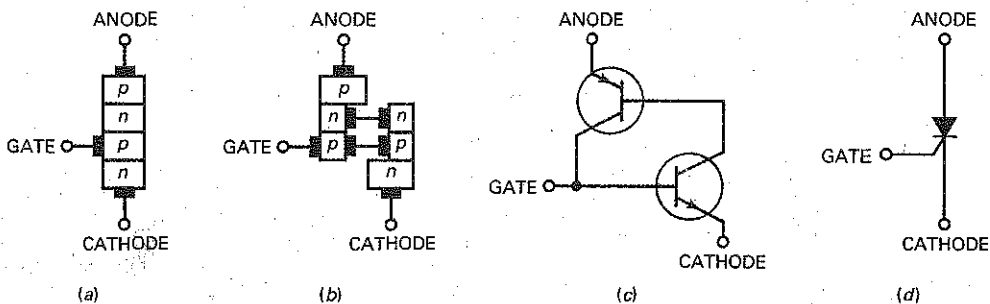 ANODE
p
n
GATE
p
n
CATHODE
(a)
ANODE
p
n
n
GATE
p
p
n
CATHODE
(b)
ANODE
GATE
CATHODE
(c)
ANODE
GATE
CATHODE
(d)